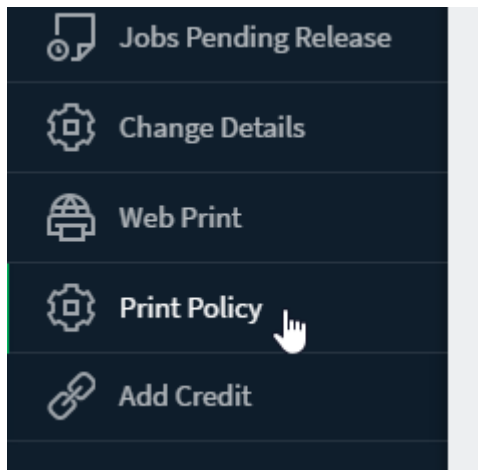 Jobs Pending Release
Change Details
Web Print
Print Policy
Add Credit